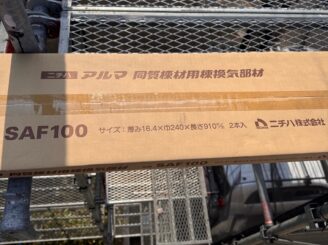 ニチハ アルマ 同質棟材用棟換気部材
SAF100 サイズ:厚み16.4×巾240×長さ910㎜ 2本入 ニチハ株式会社
SAF100